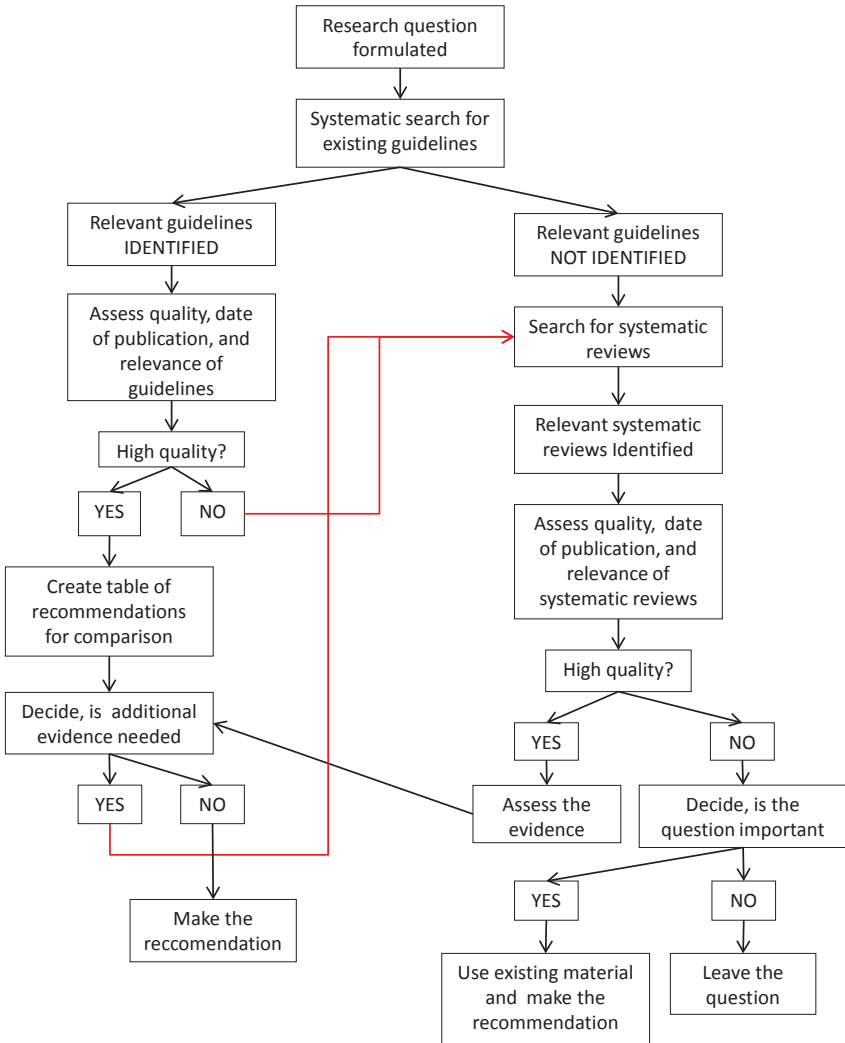 Research question
formulated
Systematic search for
existing guidelines
Relevant guidelines
IDENTIFIED
Relevant guidelines
NOT IDENTIFIED
Assess quality, date
of publication, and
relevance of
guidelines
Search for systematic
reviews
High quality?
Relevant systematic
reviews Identified
YES
NO
Assess quality, date
of publication, and
relevance of
systematic reviews
Create table of
recommendations
for comparison
High quality?
Decide, is additional
evidence needed
YES
NO
YES
NO
Assess the
evidence
Decide, is the
question important
YES
NO
Make the
reccomendation
Use existing material
and make the
recommendation
Leave the
question